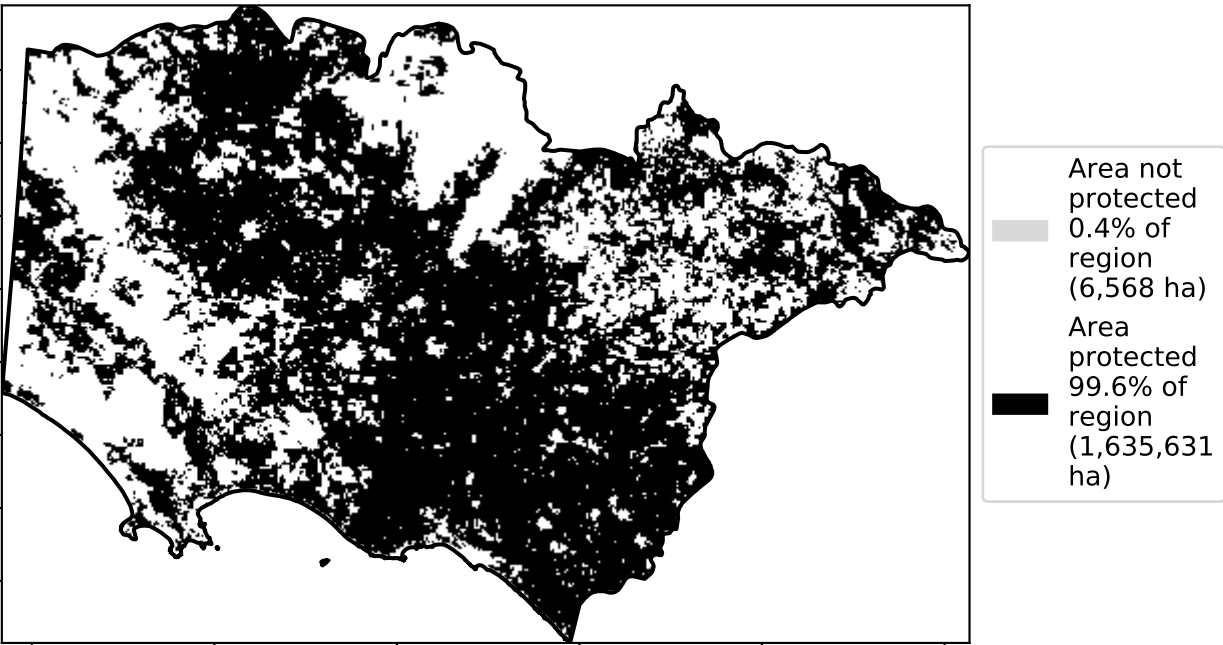 Area not
protected
0.4% of
region
(6,568 ha)
Area
protected
99.6% of
region
(1,635,631
ha)